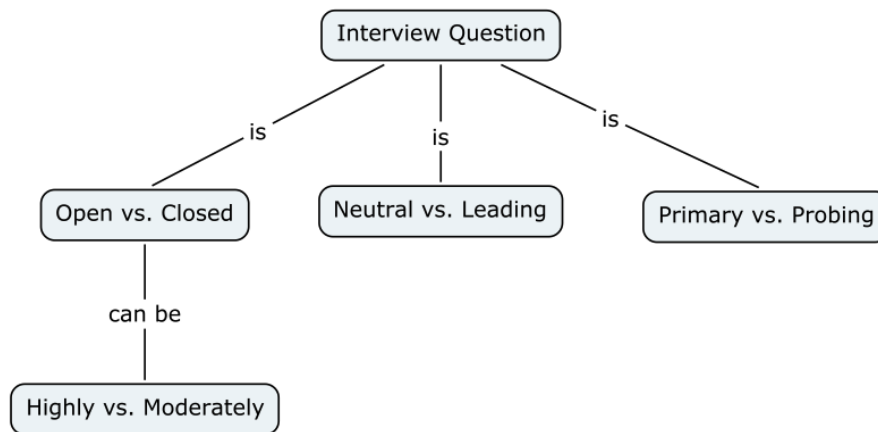 Interview Question
is
is
is
Open vs. Closed
Neutral vs. Leading
Primary vs. Probing
can be
Highly vs. Moderately